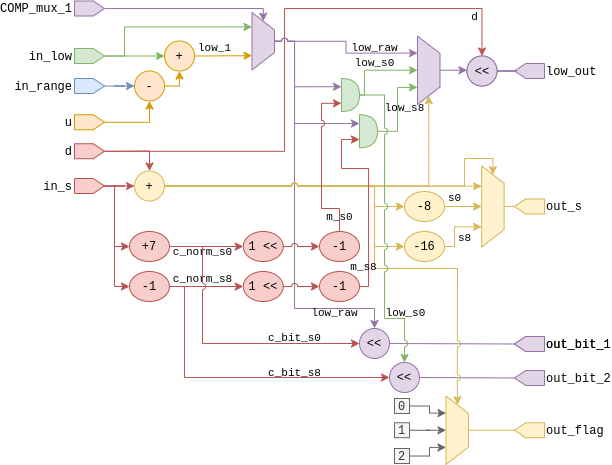 COMP_mux_1
d
in_low
low_1
+
low_raw
low_s0
<<
low_out
in_range
-
low_s8
u
d
in_s
+
-8
s0
out_s
m_s0
-16
s8
+7
c_norm_s0
1 <<
-1
m_s8
-1
c_norm_s8
1 <<
-1
low_raw
low_s0
c_bit_s0
<<
out_bit_1
c_bit_s8
<<
out_bit_2
0
1
out_flag
2